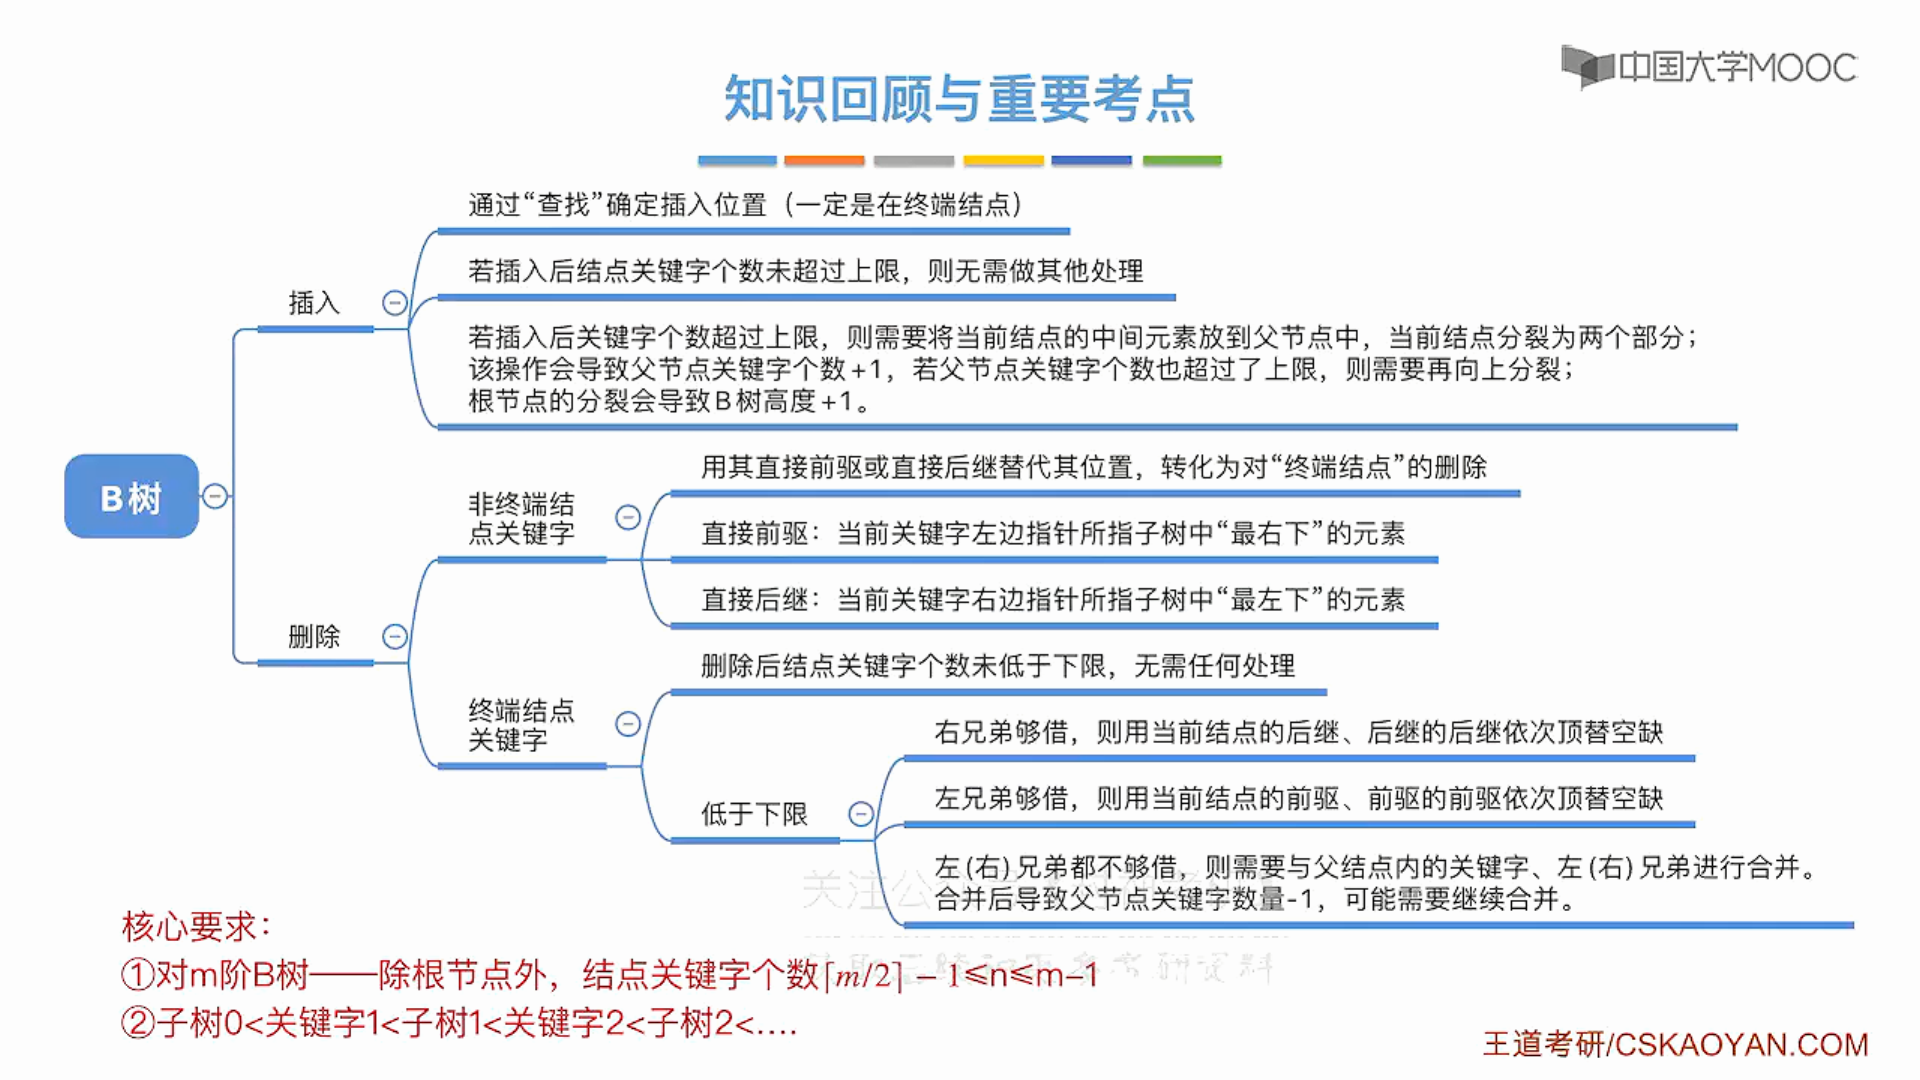 中国大学MOOC
知识回顾与重要考点
通过“查找”确定插入位置（一定是在终端结点）
若插入后结点关键字个数未超过上限，则无需做其他处理
插入
若插入后关键字个数超过上限，则需要将当前结点的中间元素放到父节点中，当前结点分裂为两个部分；
该操作会导致父节点关键字个数+1，若父节点关键字个数也超过了上限，则需要再向上分裂；
根节点的分裂会导致B树高度+1。
B树
用其直接前驱或直接后继替代其位置，转化为对“终端结点”的删除
非终端结
点关键字
直接前驱：当前关键字左边指针所指子树中“最右下”的元素
直接后继：当前关键字右边指针所指子树中“最左下”的元素
删除
删除后结点关键字个数未低于下限，无需任何处理
终端结点
关键字
右兄弟够借，则用当前结点的后继、后继的后继依次顶替空缺
左兄弟够借，则用当前结点的前驱、前驱的前驱依次顶替空缺
低于下限
左(右)兄弟都不够借，则需要与父结点内的关键字、左(右)兄弟进行合并。
合并后导致父节点关键字数量-1，可能需要继续合并。
核心要求：
①对m阶B树——除根节点外，结点关键字个数⌈m/2⌉ − 1≤n≤m−1
②子树0<关键字1<子树1<关键字2<子树2<....
王道考研/CSKAOYAN.COM